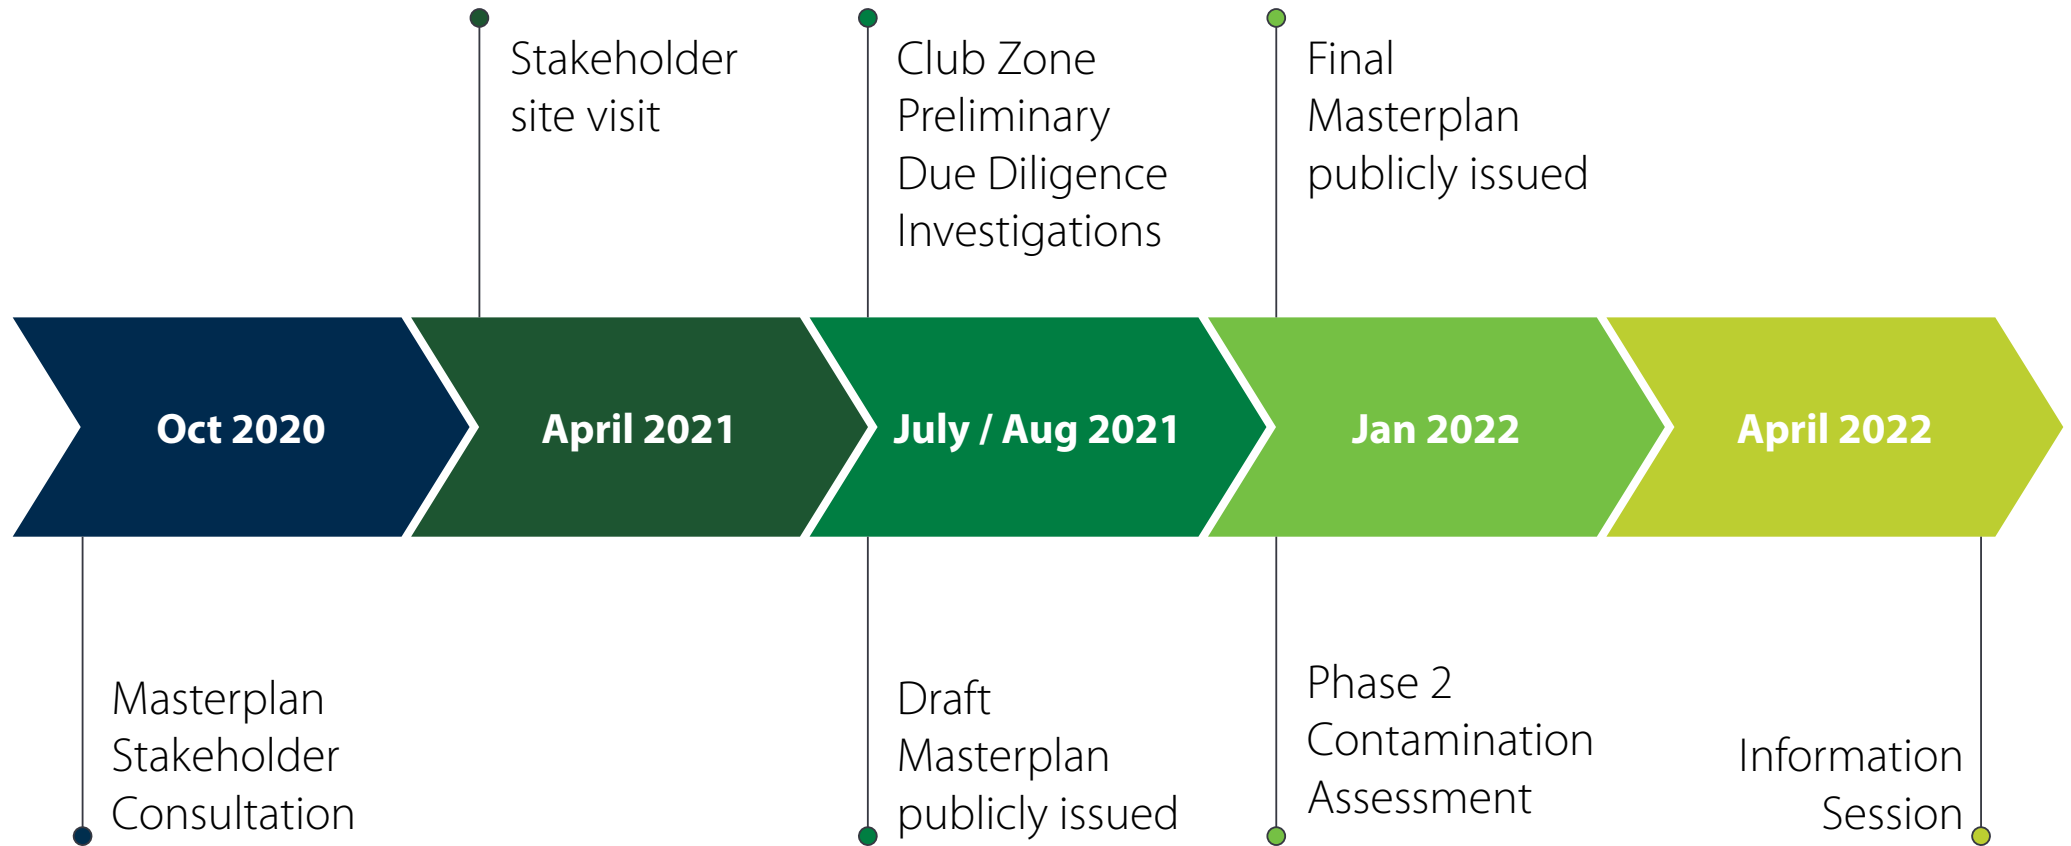 Stakeholder
site visit
Club Zone
Preliminary
Due Diligence
Investigations
Final
Masterplan
publicly issued
Oct 2020
April 2021
July / Aug 2021
Jan 2022
April 2022
Masterplan
Stakeholder
Consultation
Draft
Masterplan
publicly issued
Phase 2
Contamination
Assessment
Information
Session